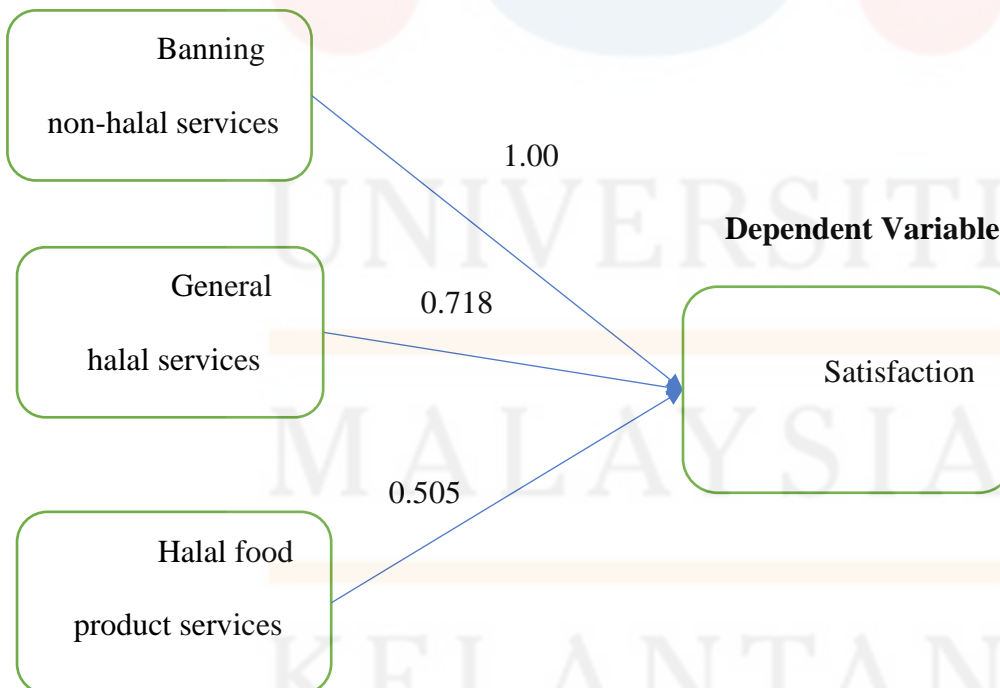 Banning
non-halal services
1.00
UNIVERSITI
Dependent Variable
General
halal services
0.718
Satisfaction
MALAYSIA
0.505
Halal food
product services
KELANTAN